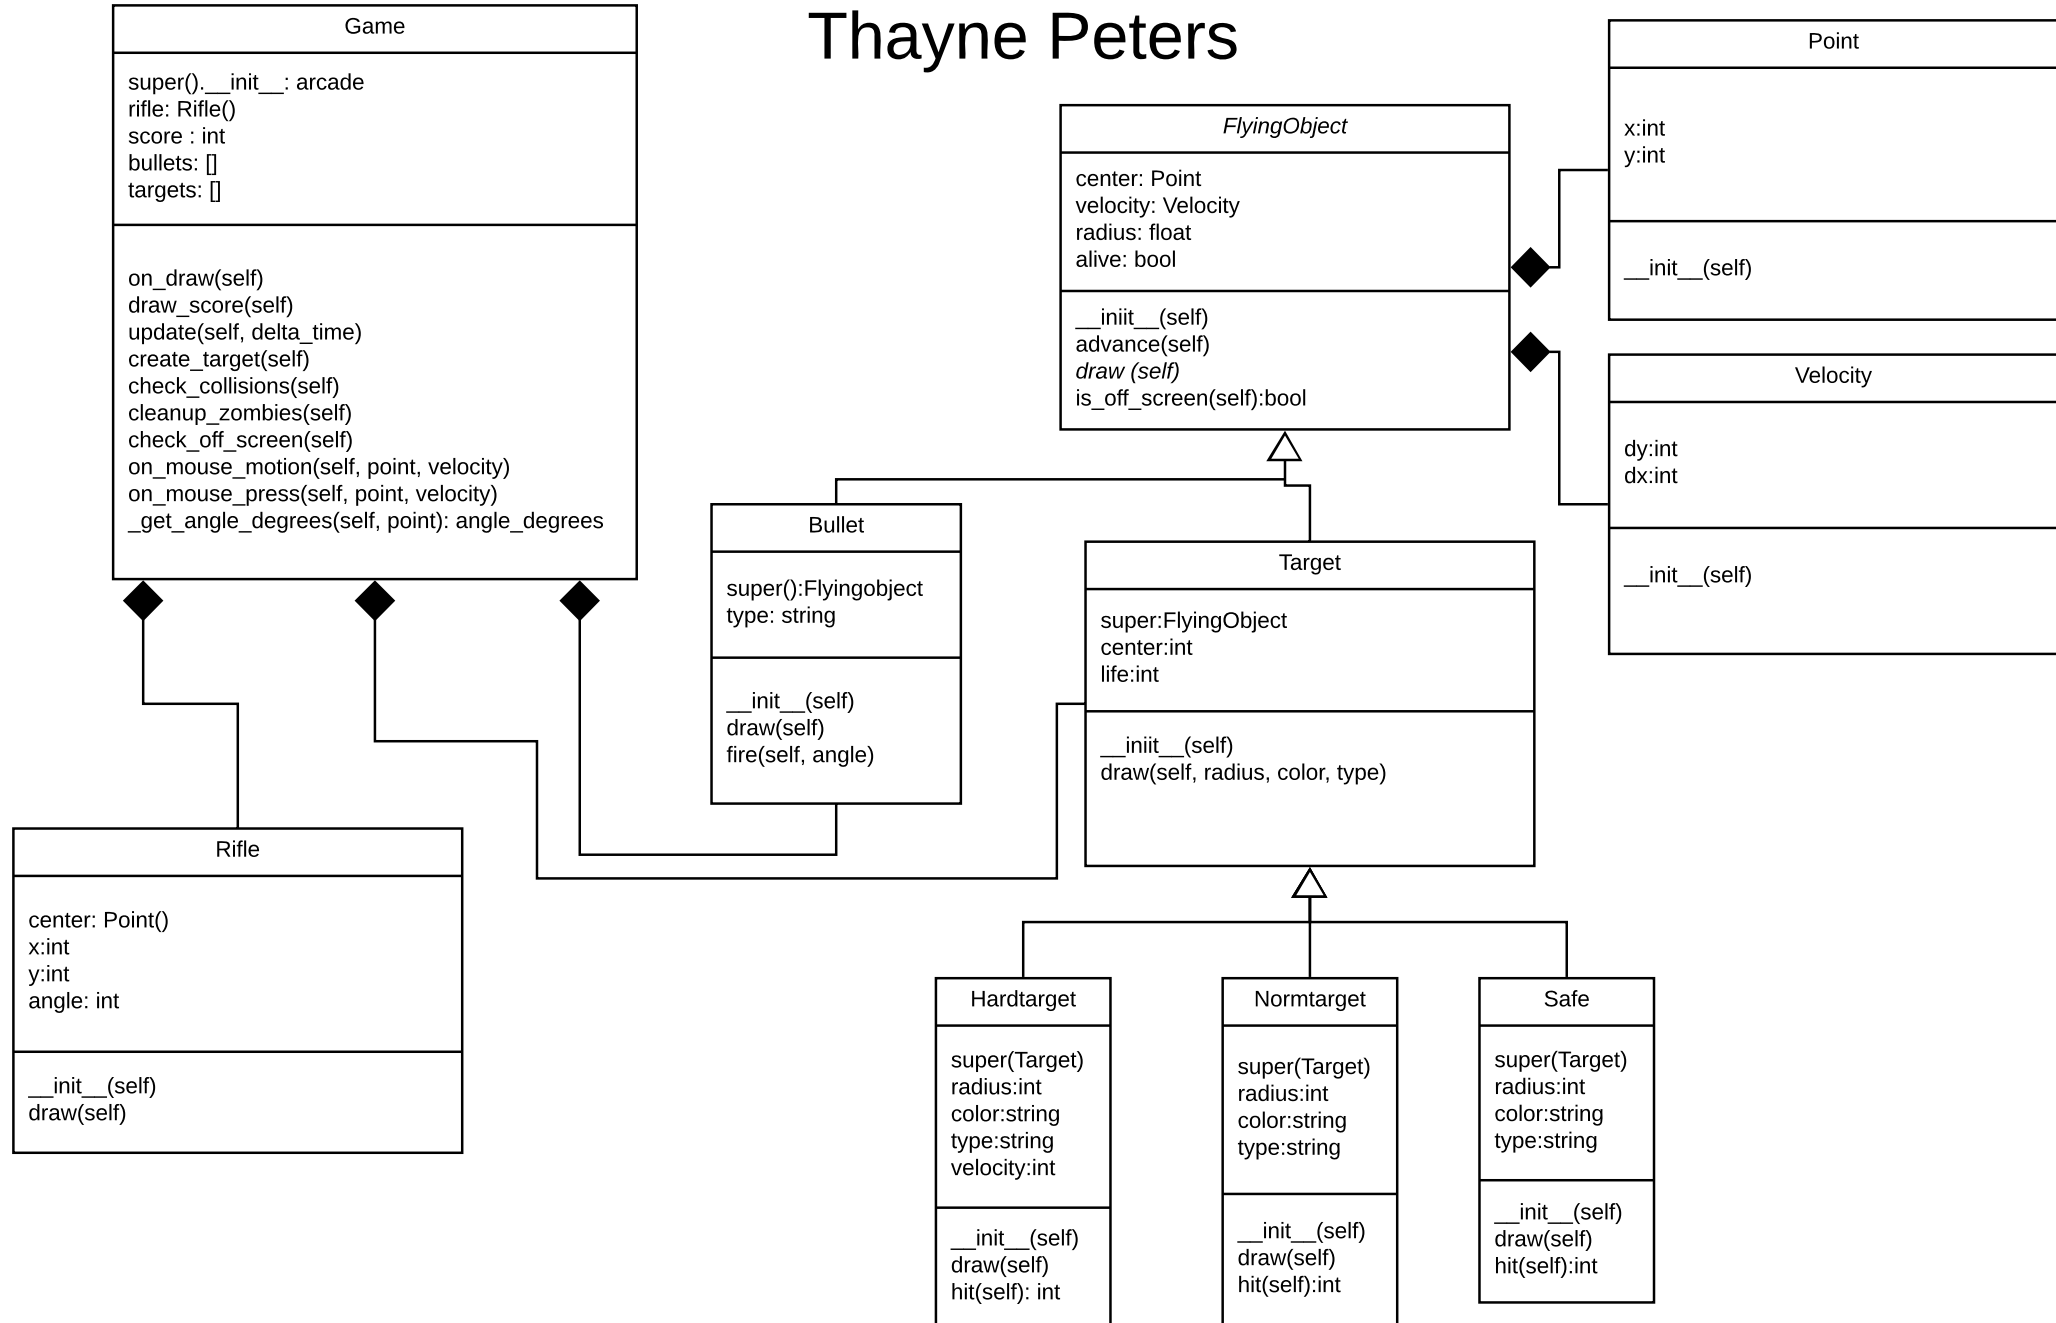 Thayne Peters
Game
super().__init__: arcade
rifle: Rifle()
score : int
bullets: []
targets: []
on_draw(self)
draw_score(self)
update(self, delta_time)
create_target(self)
check_collisions(self)
cleanup_zombies(self)
check_off_screen(self)
on_mouse_motion(self, point, velocity)
on_mouse_press(self, point, velocity)
_get_angle_degrees(self, point): angle_degrees
FlyingObject
center: Point
velocity: Velocity
radius: float
alive: bool
__iniit__(self)
advance(self)
draw (self)
is_off_screen(self):bool
Point
x:int
y:int
__init__(self)
Velocity
dy:int
dx:int
__init__(self)
Bullet
super():Flyingobject
type: string
__init__(self)
draw(self)
fire(self, angle)
Target
super:FlyingObject
center:int
life:int
__iniit__(self)
draw(self, radius, color, type)
Rifle
center: Point()
x:int
y:int
angle: int
__init__(self)
draw(self)
Hardtarget
super(Target)
radius:int
color:string
type:string
velocity:int
__init__(self)
draw(self)
hit(self): int
Normtarget
super(Target)
radius:int
color:string
type:string
__init__(self)
draw(self)
hit(self):int
Safe
super(Target)
radius:int
color:string
type:string
__init__(self)
draw(self)
hit(self):int